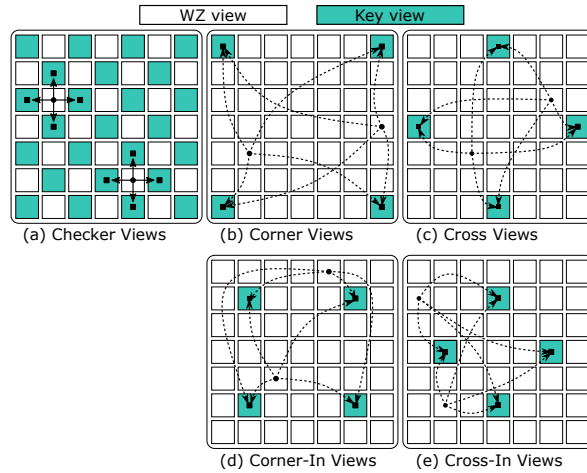 WZ view
Key view
(a) Checker Views
(b) Corner Views
(c) Cross Views
(d) Corner-In Views
(e) Cross-In Views